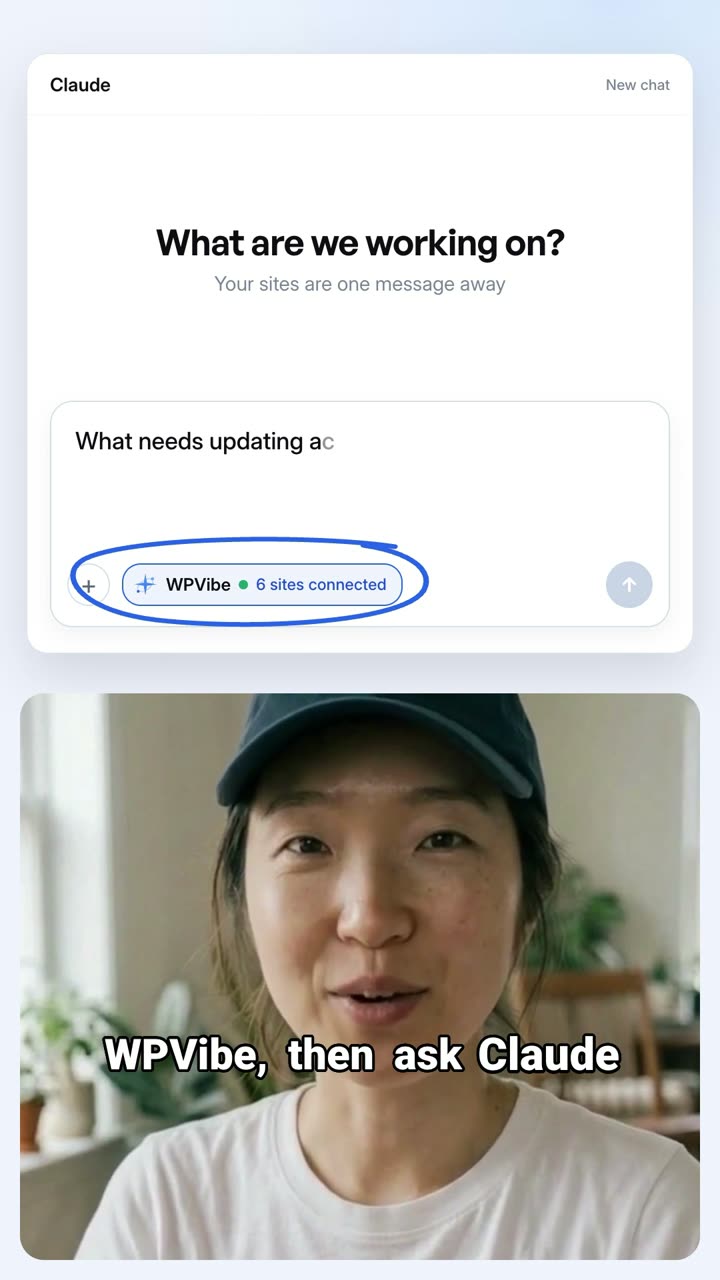 Claude
New chat
What are we working on?
Your sites are one message away
What needs updating ac
+ WPVibe 6 sites connected
WPVibe, then ask Claude